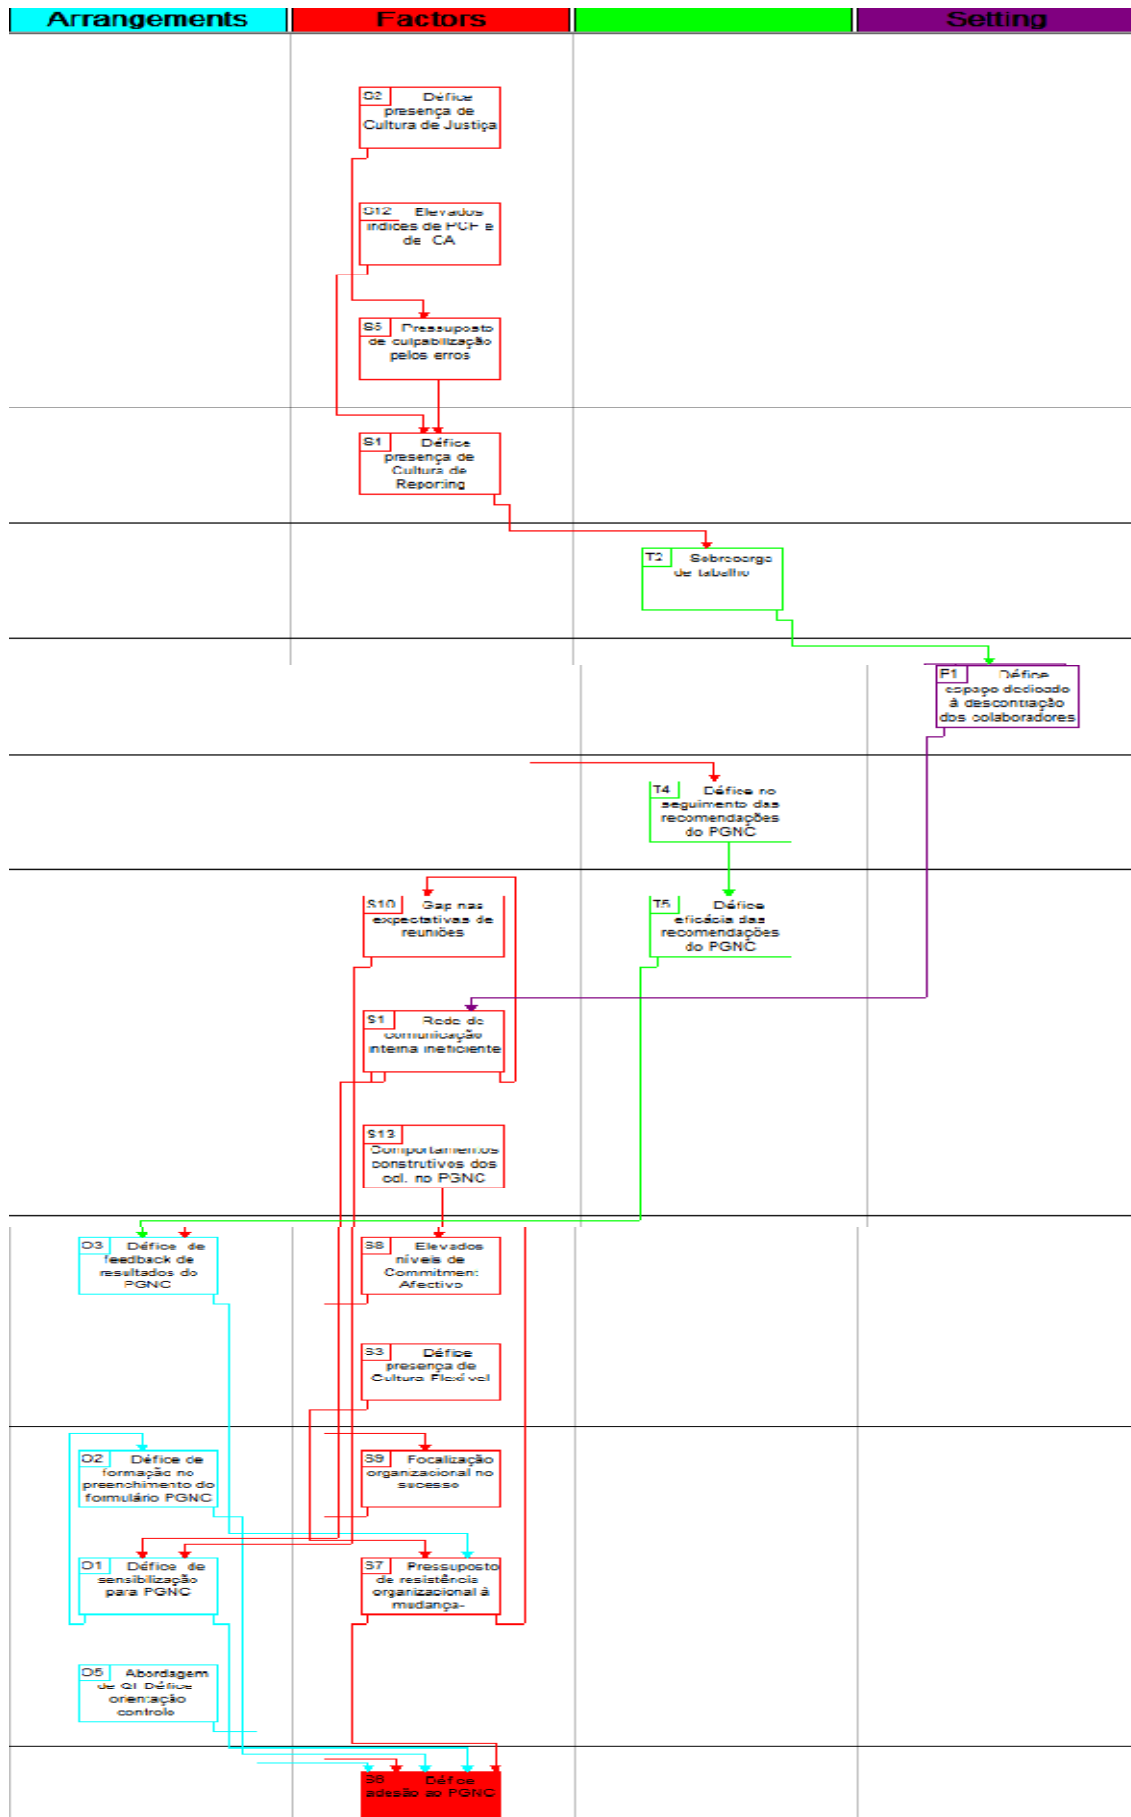 Arrangements
Factors
Setting
S2 Défice
presença de
Cultura de Justiça
S12 Elevados
índices de PCF e
de CA
S5 Pressuposto
de culpabilização
pelos erros
S1 Défice
presença de
Cultura de
Reporting
T2 Sobrecarga
de tabalho
F1 Défice
espaço dedicado
à descontração
dos colaboradores
T4 Défice no
seguimento das
recomendações
do PGNC
S10 Gap nas
expectativas de
reuniões
T5 Défice
eficácia das
recomendações
do PGNC
S1 Rede de
comunicação
interna ineficiente
S13
Comportamentos
construtivos dos
col. no PGNC
O3 Défice de
feedback de
resultados do
PGNC
S8 Elevados
níveis de
Commitment
Afectivo
S3 Défice
presença de
Cultura Flexível
O2 Défice de
formação no
preenchimento do
formulário PGNC
S9 Focalização
organizacional no
sucesso
O1 Défice de
sensibilização
para PGNC
S7 Pressuposto
de resistência
organizacional à
mudança-
O5 Abordagem
de Défice
orientação
controlo
S6 Défice
adesão ao PGNC